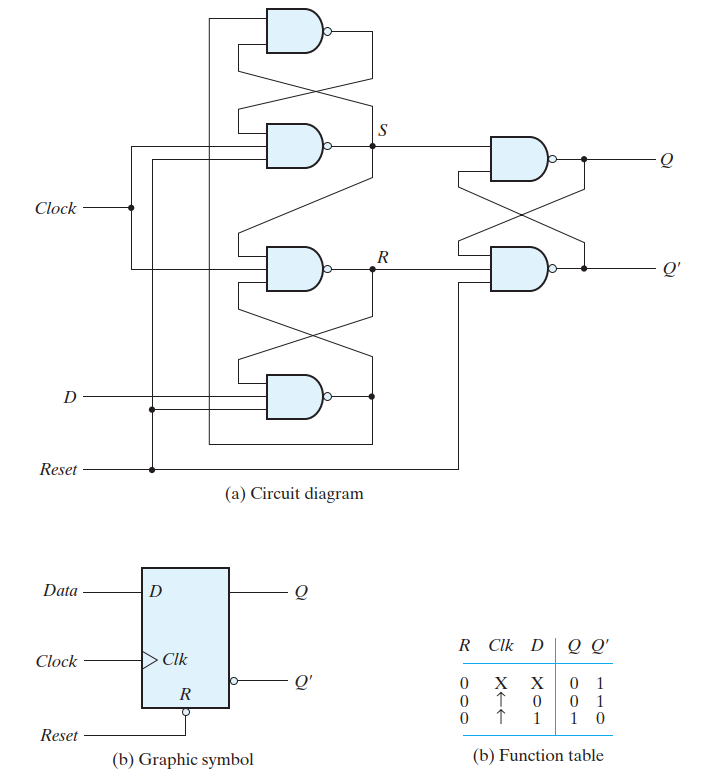 S
Q
Clock
R
Q'
D
Reset
(a) Circuit diagram
Data D Q
Clock Clk Q'
R
Reset
(b) Graphic symbol
R Clk D Q Q'
0 X X 0 1
0 ↑ 0 0 1
0 ↑ 1 1 0
(b) Function table